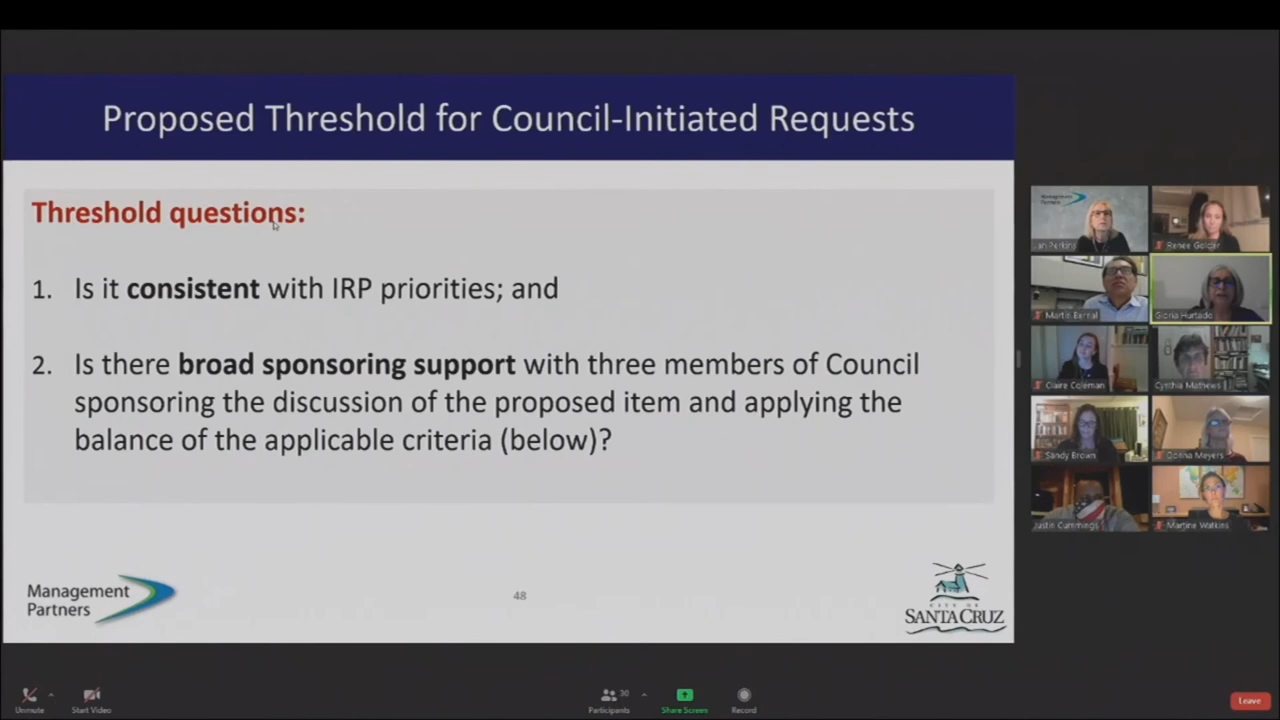 Proposed Threshold for Council-Initiated Requests
Threshold questions:
1. Is it consistent with IRP priorities; and
2. Is there broad sponsoring support with three members of Council
sponsoring the discussion of the proposed item and applying the
balance of the applicable criteria (below)?
Management
Partners
48
CITY OF
SANTA CRUZ
Management
Partners
Jan Perkins
Renee Golder
Martin Bernal
Gloria Hurtado
Claire Coleman
Cynthia Mathews
Sandy Brown
Donna Meyers
Justin Cummings
Martine Watkins
Unmute
Start Video
30
Participants
Share Screen
Record
Leave